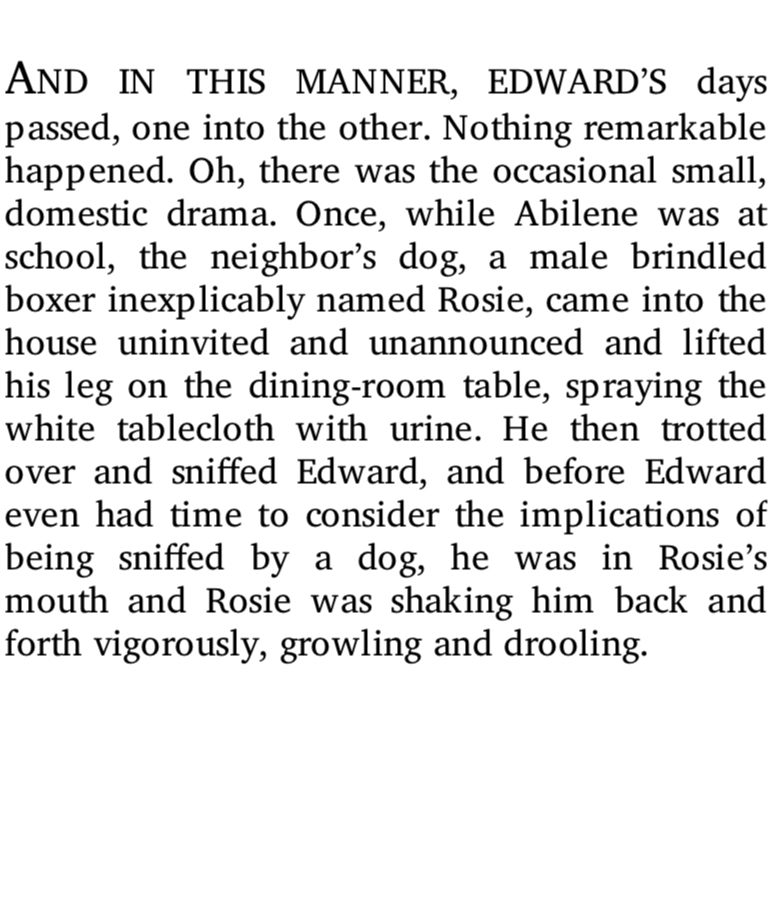 AND IN THIS MANNER, EDWARD’S days
passed, one into the other. Nothing remarkable
happened. Oh, there was the occasional small,
domestic drama. Once, while Abilene was at
school, the neighbor’s dog, a male brindled
boxer inexplicably named Rosie, came into the
house uninvited and unannounced and lifted
his leg on the dining-room table, spraying the
white tablecloth with urine. He then trotted
over and sniffed Edward, and before Edward
even had time to consider the implications of
being sniffed by a dog, he was in Rosie’s
mouth and Rosie was shaking him back and
forth vigorously, growling and drooling.